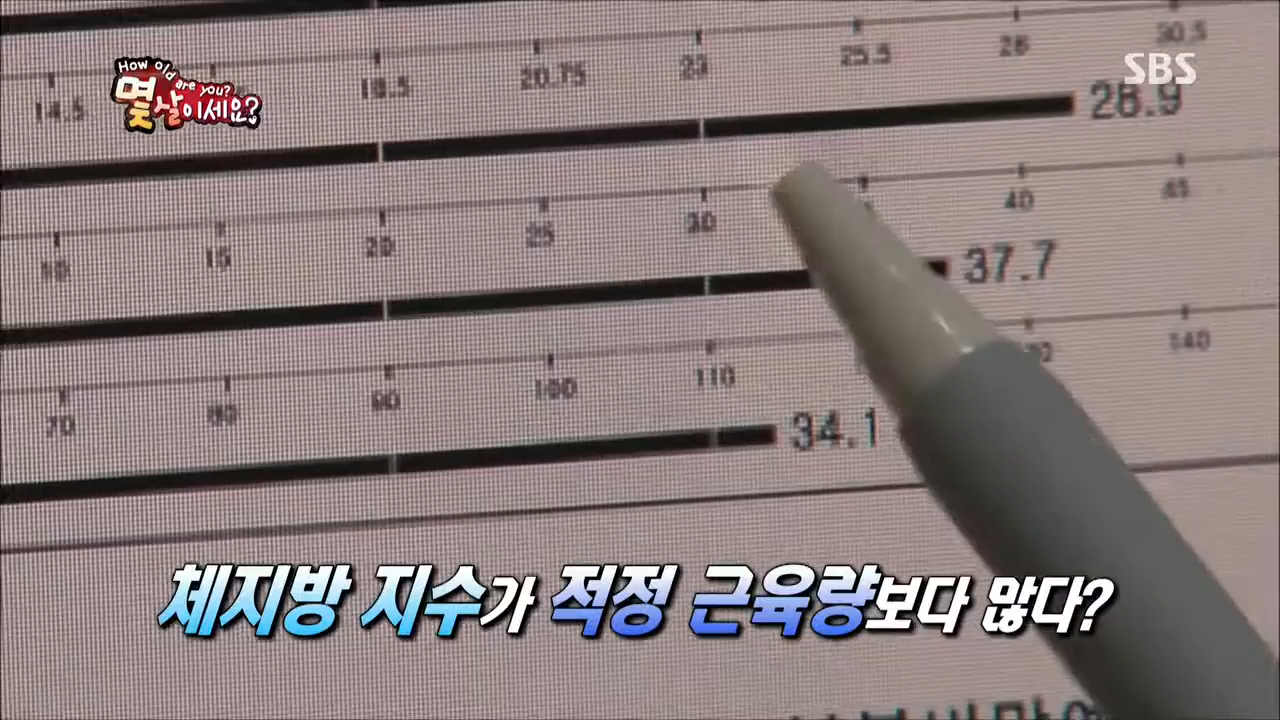 How old are you?
몇 살이세요?
SBS
14.5 18.5 20.75 23 25.5 28 30.5
28.9
10 15 20 25 30 40 45
37.7
70 80 90 100 110 140
34.1
체지방 지수가 적정 근육량보다 많다?